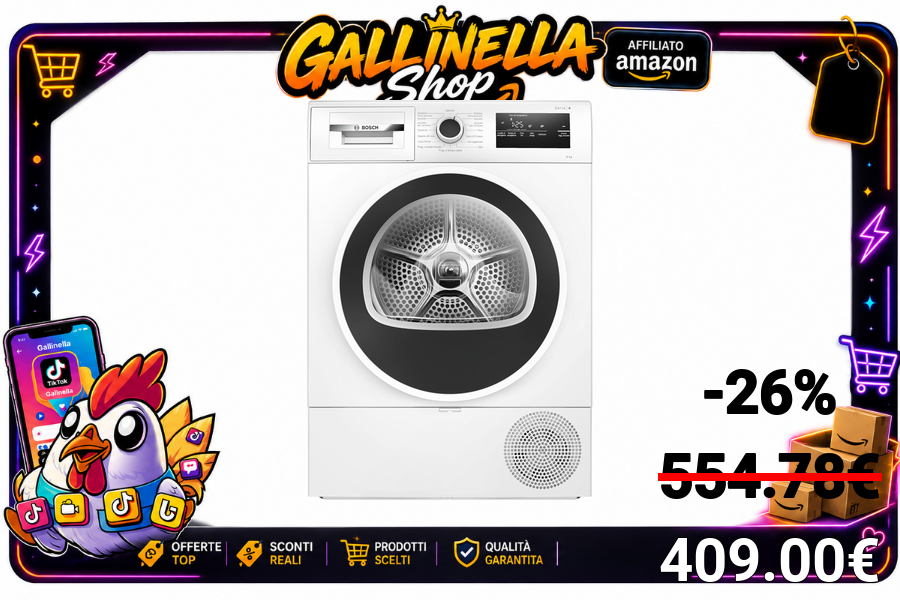 GALLINELLA
Shop
AFFILIATO
amazon
BOSCH
Gallinella
TikTok
Gallinella
-26%
554.78€
409.00€
OFFERTE
TOP
SCONTI
REALI
PRODOTTI
SCELTI
QUALITÀ
GARANTITA